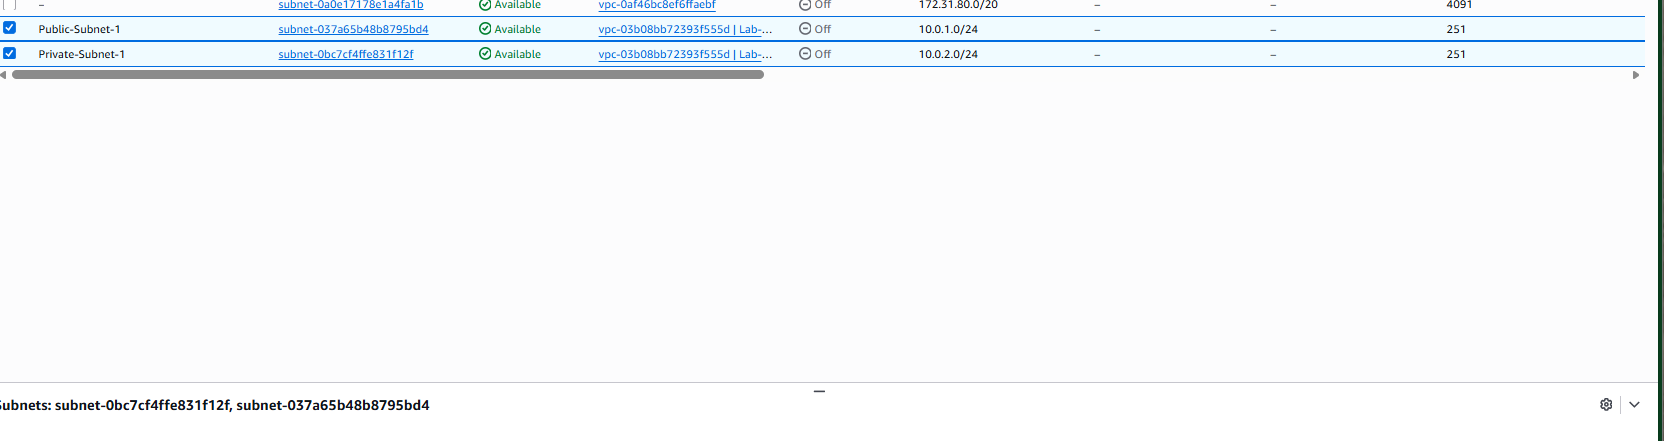 – subnet-0a0e17178e1a4fa1b Available vpc-0af46bc8ef6ffaebf Off 172.31.80.0/20 – – 4091
Public-Subnet-1 subnet-037a65b48b8795bd4 Available vpc-03b08bb72393f555d | Lab-... Off 10.0.1.0/24 – – 251
Private-Subnet-1 subnet-0bc7cf4ffe831f12f Available vpc-03b08bb72393f555d | Lab-... Off 10.0.2.0/24 – – 251
Subnets: subnet-0bc7cf4ffe831f12f, subnet-037a65b48b8795bd4